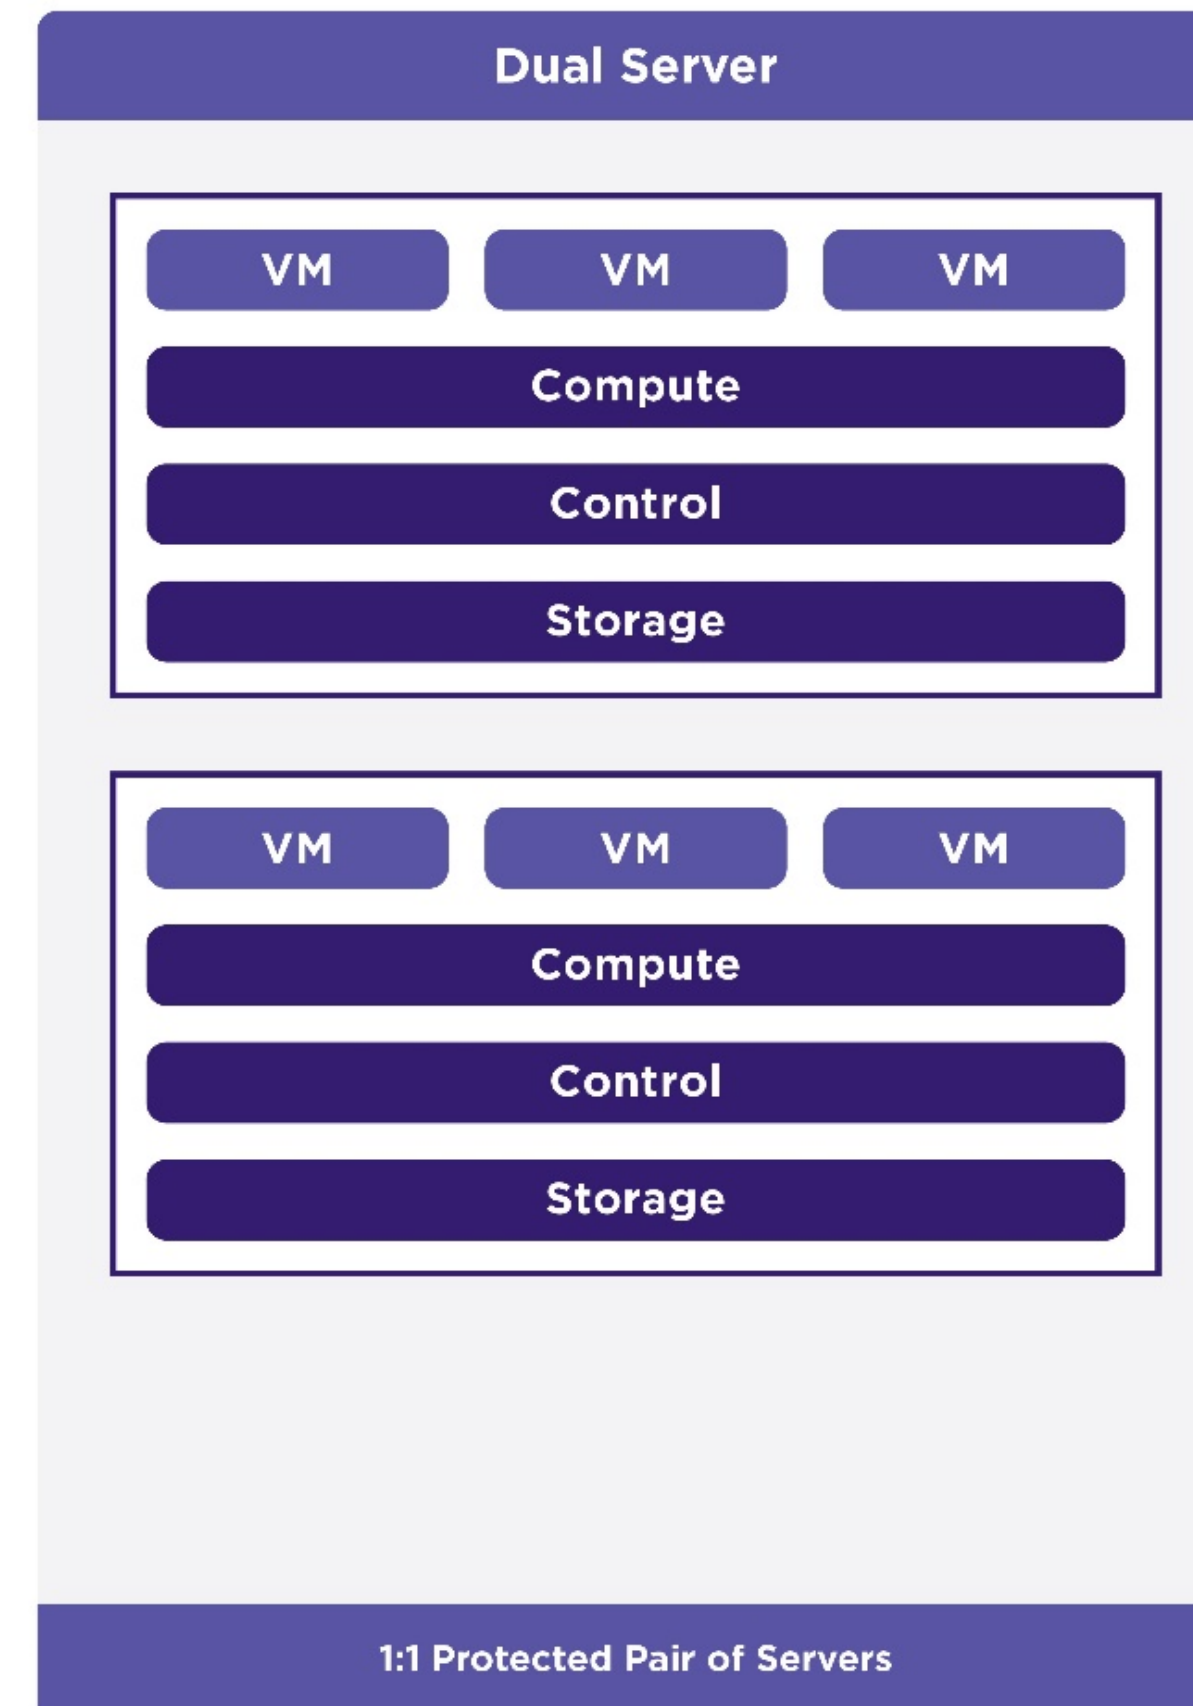 Dual Server
VM VM VM
Compute
Control
Storage
VM VM VM
Compute
Control
Storage
1:1 Protected Pair of Servers